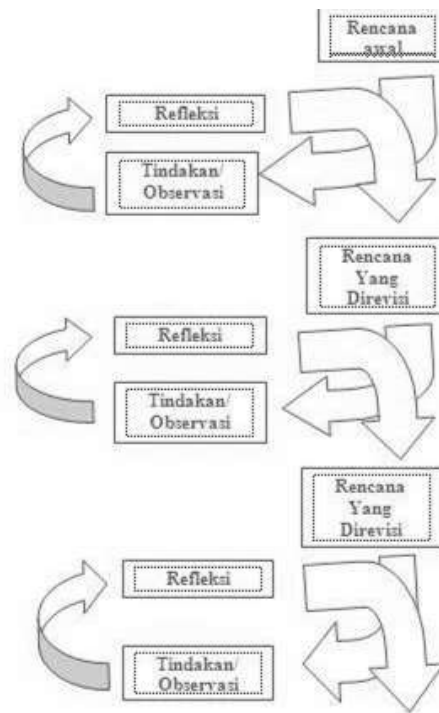 Rencana
awal
Refleksi
Tindakan/
Observasi
Rencana
Yang
Direvisi
Refleksi
Tindakan/
Observasi
Rencana
Yang
Direvisi
Refleksi
Tindakan/
Observasi